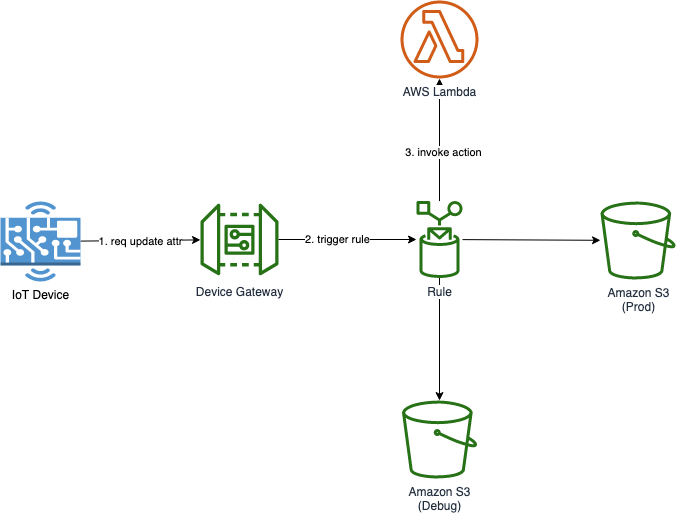 AWS Lambda
3. invoke action
1. req update attr
2. trigger rule
IoT Device
Device Gateway
Rule
Amazon S3
(Prod)
Amazon S3
(Debug)